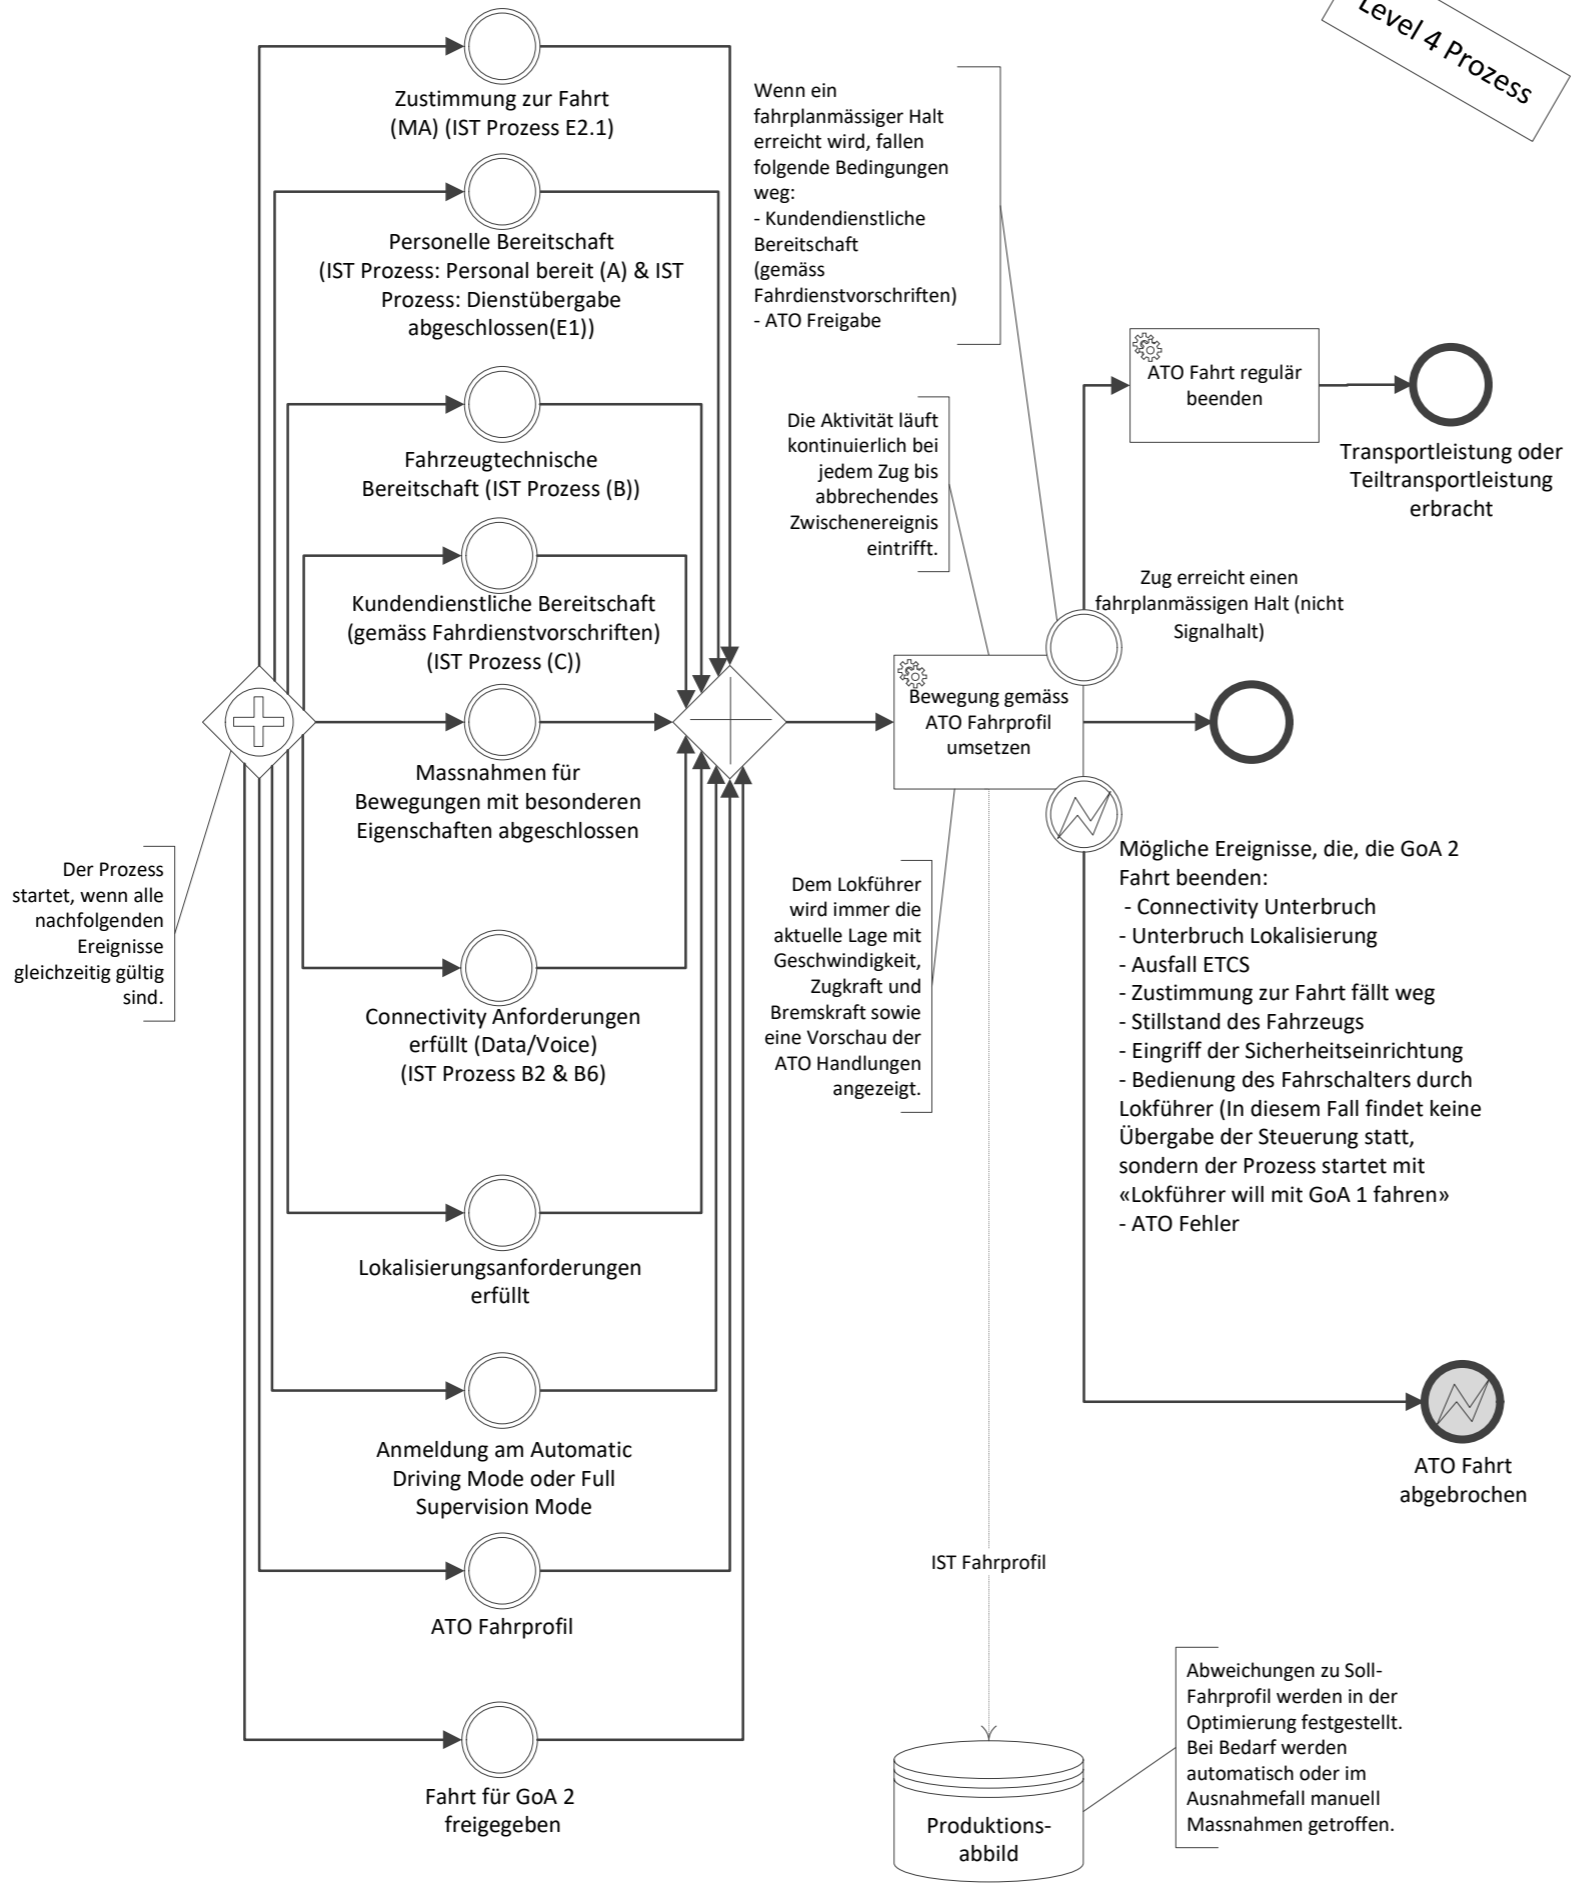 Level 4 Prozess
Zustimmung zur Fahrt
(MA) (IST Prozess E2.1)
Personelle Bereitschaft
(IST Prozess: Personal bereit (A) & IST
Prozess: Dienstübergabe
abgeschlossen(E1))
Fahrzeugtechnische
Bereitschaft (IST Prozess (B))
Kundendienstliche Bereitschaft
(gemäss Fahrdienstvorschriften)
(IST Prozess (C))
Massnahmen für
Bewegungen mit besonderen
Eigenschaften abgeschlossen
Connectivity Anforderungen
erfüllt (Data/Voice)
(IST Prozess B2 & B6)
Lokalisierungsanforderungen
erfüllt
Anmeldung am Automatic
Driving Mode oder Full
Supervision Mode
ATO Fahrprofil
Fahrt für GoA 2
freigegeben
Der Prozess
startet, wenn alle
nachfolgenden
Ereignisse
gleichzeitig gültig
sind.
Wenn ein
fahrplanmässiger Halt
erreicht wird, fallen
folgende Bedingungen
weg:
- Kundendienstliche
Bereitschaft
(gemäss
Fahrdienstvorschriften)
- ATO Freigabe
Die Aktivität läuft
kontinuierlich bei
jedem Zug bis
abbrechendes
Zwischenereignis
eintrifft.
Bewegung gemäss
ATO Fahrprofil
umsetzen
Dem Lokführer
wird immer die
aktuelle Lage mit
Geschwindigkeit,
Zugkraft und
Bremskraft sowie
eine Vorschau der
ATO Handlungen
angezeigt.
ATO Fahrt regulär
beenden
Transportleistung oder
Teiltransportleistung
erbracht
Zug erreicht einen
fahrplanmässigen Halt (nicht
Signalhalt)
Mögliche Ereignisse, die, die GoA 2
Fahrt beenden:
- Connectivity Unterbruch
- Unterbruch Lokalisierung
- Ausfall ETCS
- Zustimmung zur Fahrt fällt weg
- Stillstand des Fahrzeugs
- Eingriff der Sicherheitseinrichtung
- Bedienung des Fahrschalters durch
Lokführer (In diesem Fall findet keine
Übergabe der Steuerung statt,
sondern der Prozess startet mit
«Lokführer will mit GoA 1 fahren»
- ATO Fehler
ATO Fahrt
abgebrochen
IST Fahrprofil
Produktions-
abbild
Abweichungen zu Soll-
Fahrprofil werden in der
Optimierung festgestellt.
Bei Bedarf werden
automatisch oder im
Ausnahmefall manuell
Massnahmen getroffen.